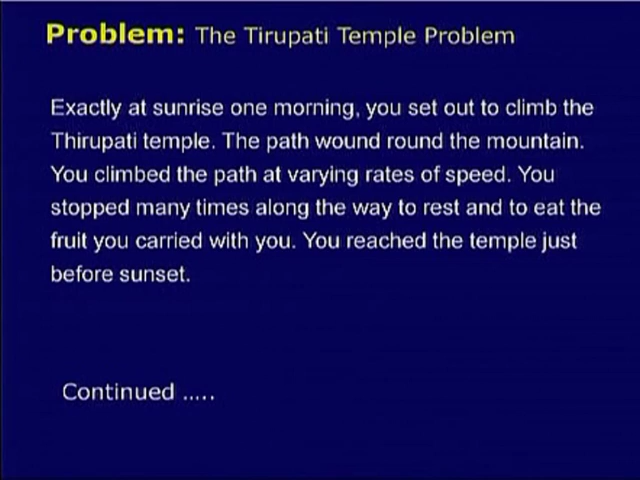 Problem: The Tirupati Temple Problem
Exactly at sunrise one morning, you set out to climb the
Thirupati temple. The path wound round the mountain.
You climbed the path at varying rates of speed. You
stopped many times along the way to rest and to eat the
fruit you carried with you. You reached the temple just
before sunset.
Continued .....